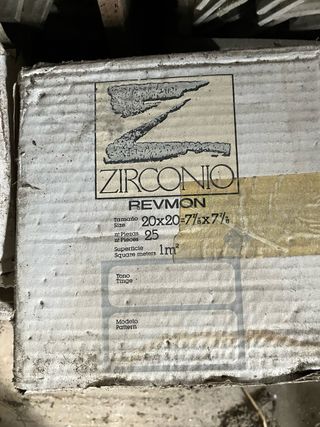 ZIRCONIO
REVMON
Tamaño
Size 20x20=7⅞x7⅞
nº Piezas
nº Pieces 25
Superficie
Square meters 1m²
Tono
Tinge
Modelo
Pattern